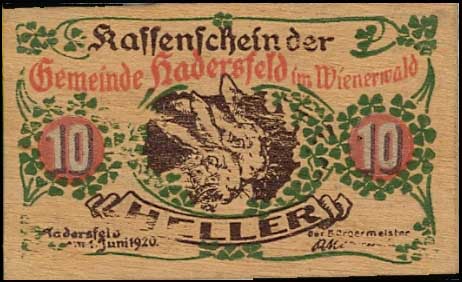 Kassenschein der
Gemeinde Hadersfeld im Wienerwald
10 10
HELLER
Hadersfeld
am 1. Juni 1920.
der Bürgermeister